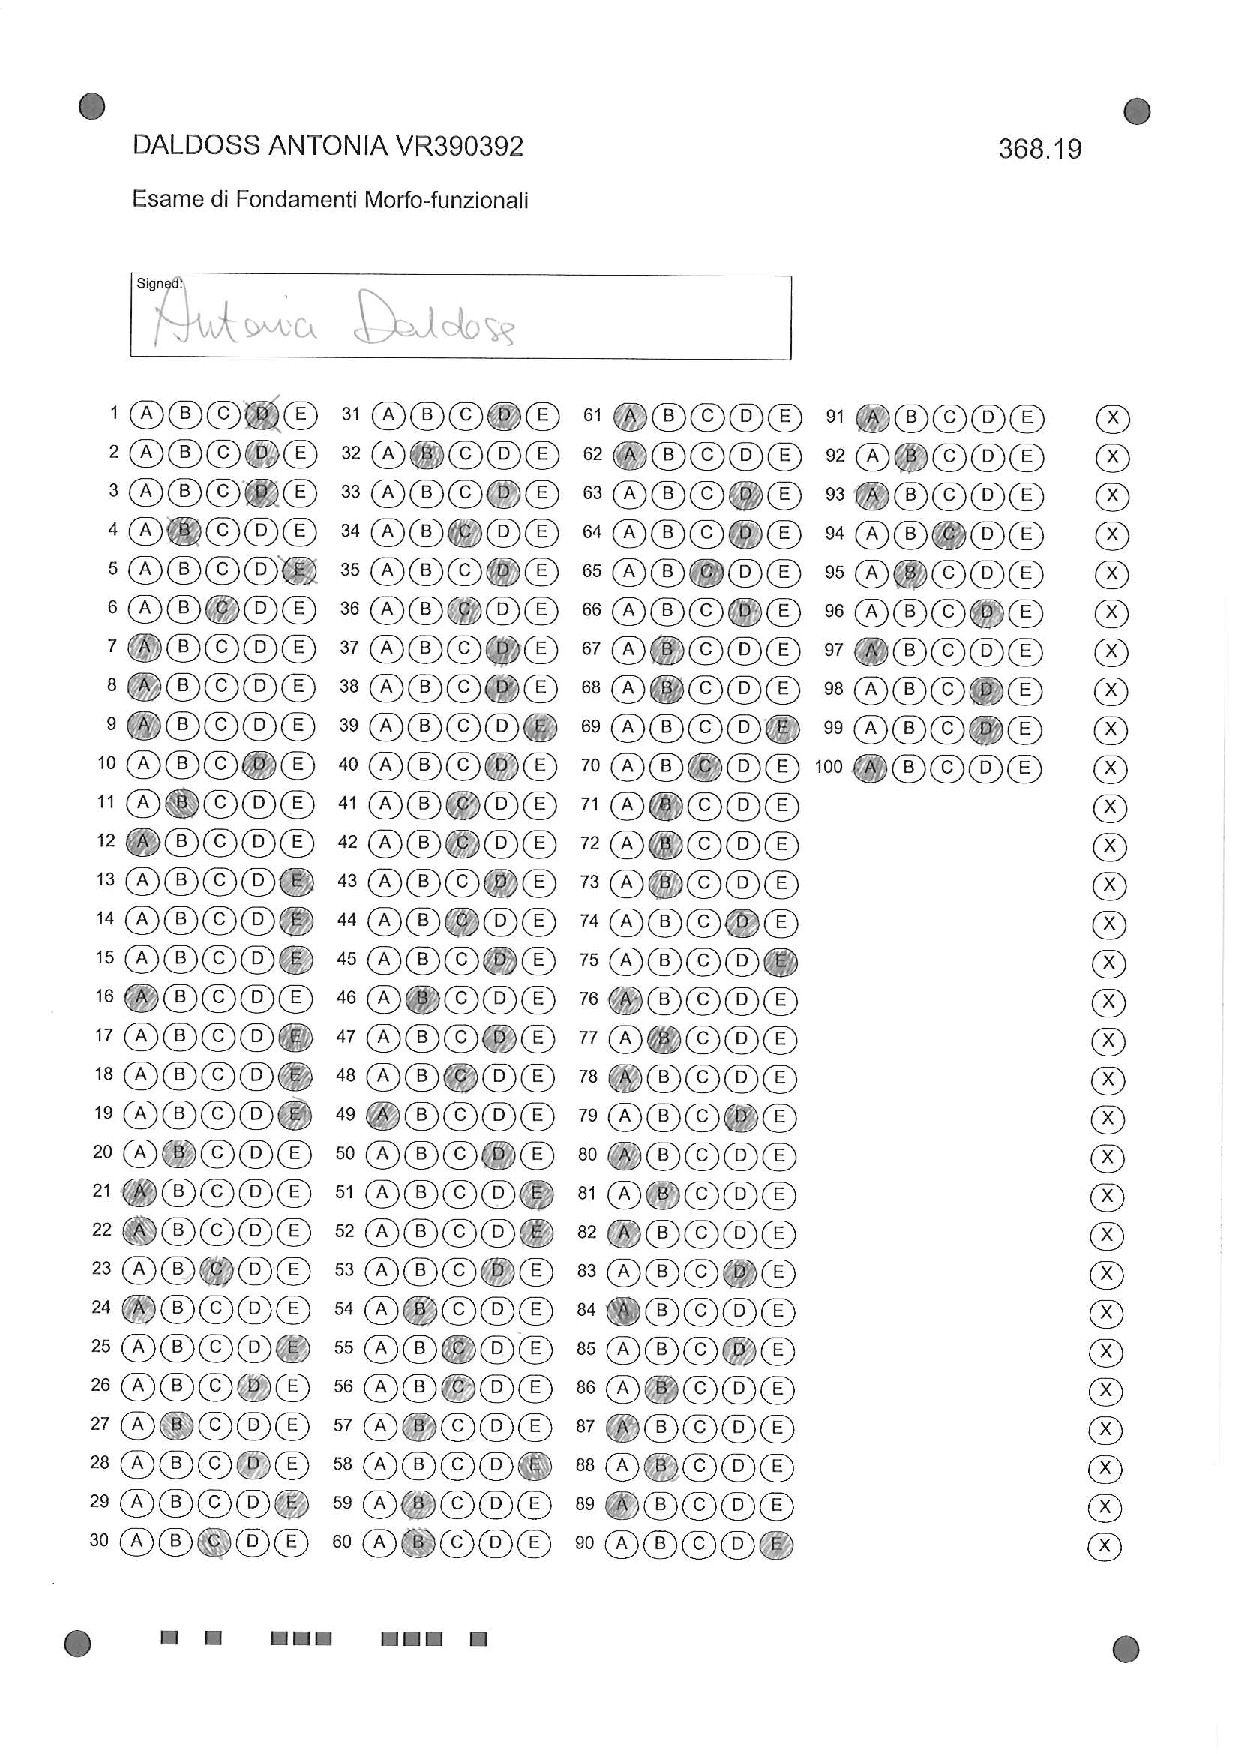 DALDOSS ANTONIA VR390392 368.19
Esame di Fondamenti Morfo-funzionali
Signed:
Antonia Daldoss
1 A B C D E 31 A B C D E 61 A B C D E 91 A B C D E X
2 A B C D E 32 A B C D E 62 A B C D E 92 A B C D E X
3 A B C D E 33 A B C D E 63 A B C D E 93 A B C D E X
4 A B C D E 34 A B C D E 64 A B C D E 94 A B C D E X
5 A B C D E 35 A B C D E 65 A B C D E 95 A B C D E X
6 A B C D E 36 A B C D E 66 A B C D E 96 A B C D E X
7 A B C D E 37 A B C D E 67 A B C D E 97 A B C D E X
8 A B C D E 38 A B C D E 68 A B C D E 98 A B C D E X
9 A B C D E 39 A B C D E 69 A B C D E 99 A B C D E X
10 A B C D E 40 A B C D E 70 A B C D E 100 A B C D E X
11 A B C D E 41 A B C D E 71 A B C D E X
12 A B C D E 42 A B C D E 72 A B C D E X
13 A B C D E 43 A B C D E 73 A B C D E X
14 A B C D E 44 A B C D E 74 A B C D E X
15 A B C D E 45 A B C D E 75 A B C D E X
16 A B C D E 46 A B C D E 76 A B C D E X
17 A B C D E 47 A B C D E 77 A B C D E X
18 A B C D E 48 A B C D E 78 A B C D E X
19 A B C D E 49 A B C D E 79 A B C D E X
20 A B C D E 50 A B C D E 80 A B C D E X
21 A B C D E 51 A B C D E 81 A B C D E X
22 A B C D E 52 A B C D E 82 A B C D E X
23 A B C D E 53 A B C D E 83 A B C D E X
24 A B C D E 54 A B C D E 84 A B C D E X
25 A B C D E 55 A B C D E 85 A B C D E X
26 A B C D E 56 A B C D E 86 A B C D E X
27 A B C D E 57 A B C D E 87 A B C D E X
28 A B C D E 58 A B C D E 88 A B C D E X
29 A B C D E 59 A B C D E 89 A B C D E X
30 A B C D E 60 A B C D E 90 A B C D E X